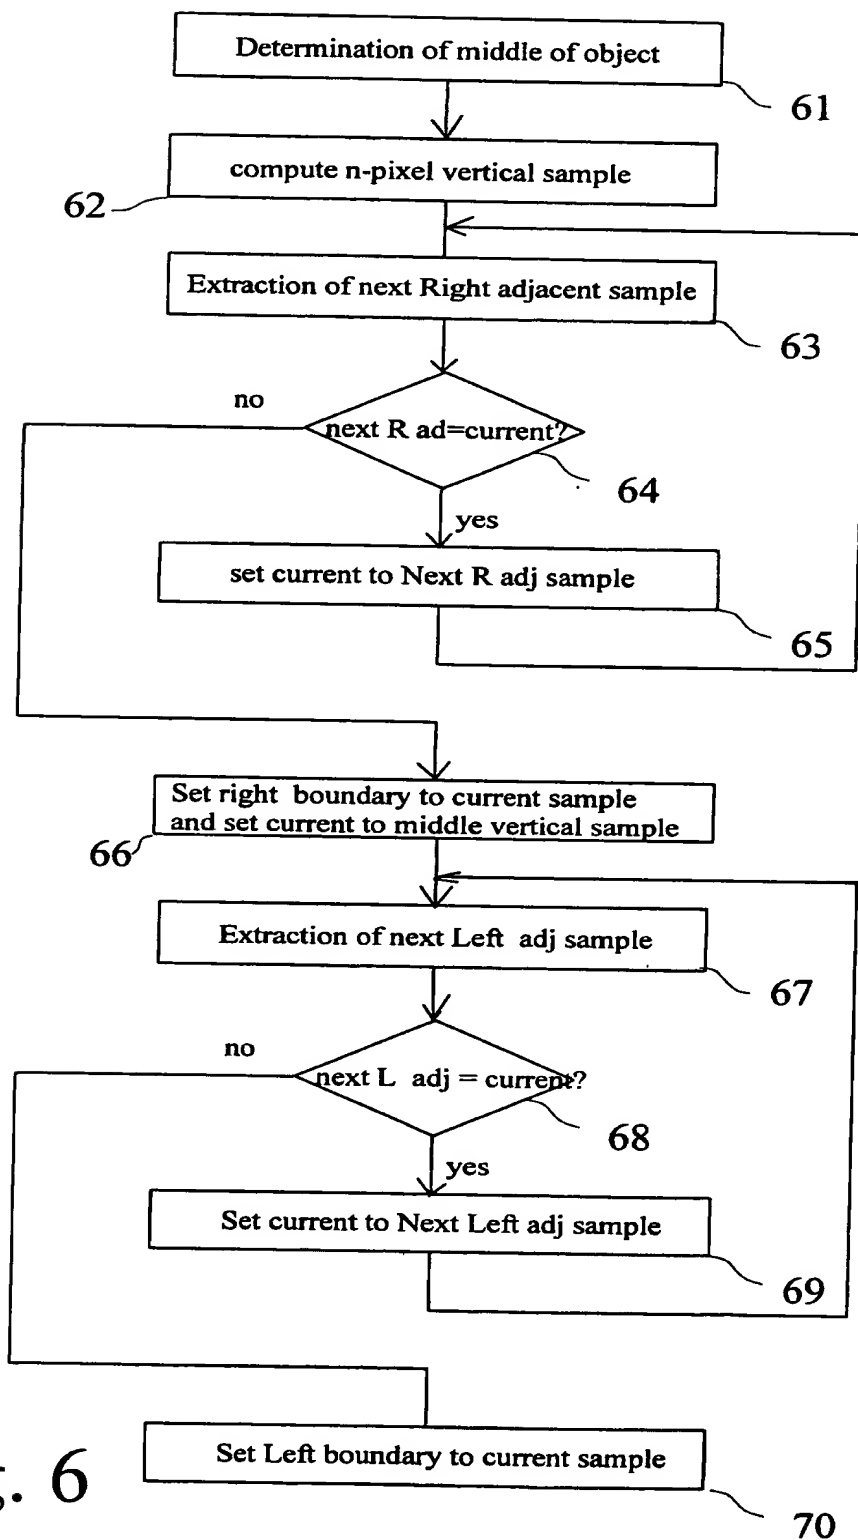 Determination of middle of object
61
compute n-pixel vertical sample
62
Extraction of next Right adjacent sample
63
no
next R ad=current?
64
yes
set current to Next R adj sample
65
Set right boundary to current sample
and set current to middle vertical sample
66
Extraction of next Left adj sample
67
no
next L adj = current?
68
yes
Set current to Next Left adj sample
69
Set Left boundary to current sample
70
g. 6